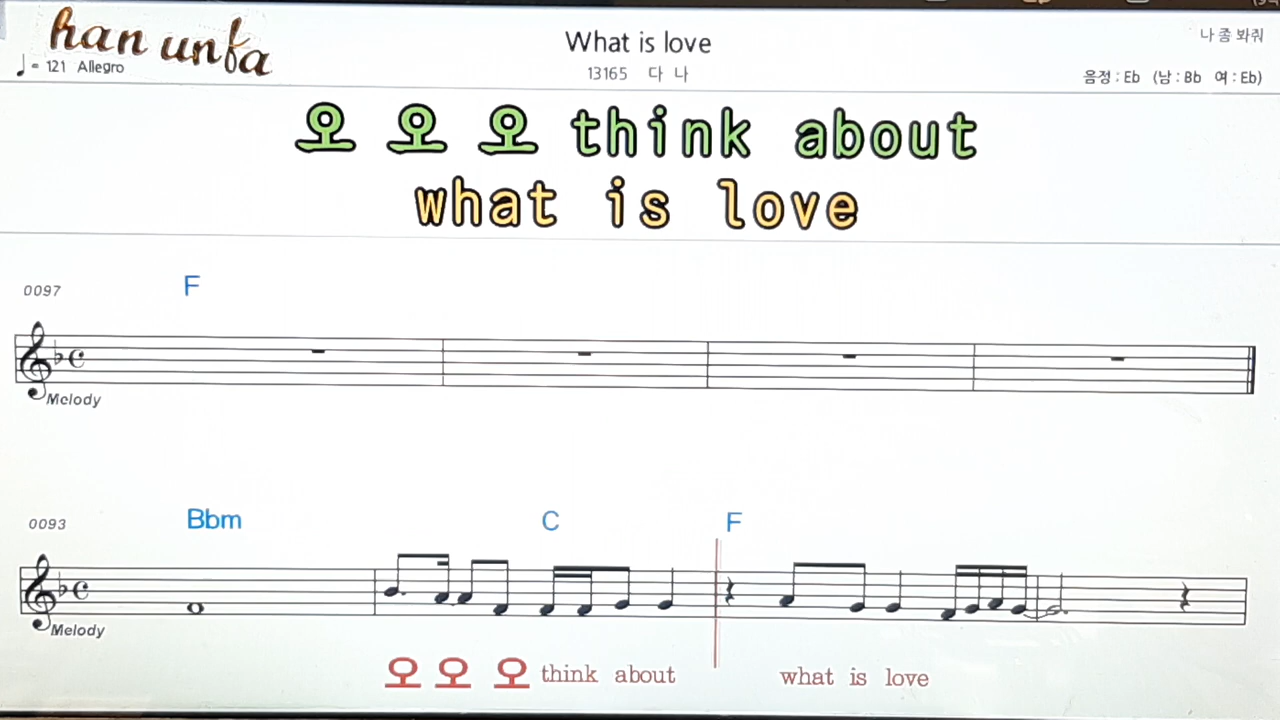 han unfa
What is love
나 좀 봐줘
♩= 121 Allegro
13165 다 나
음정 : Eb (남 : Bb 여 : Eb)
오 오 오 think about
what is love
0097 F
Melody
0093 Bbm C F
Melody
오 오 오 think about what is love